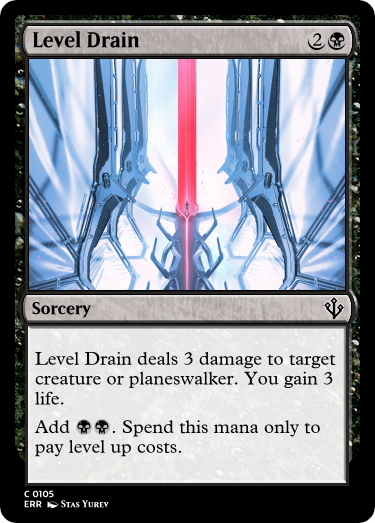 Level Drain 2
Sorcery
Level Drain deals 3 damage to target
creature or planeswalker. You gain 3
life.
Add . Spend this mana only to
pay level up costs.
C 0105
ERR Stas Yurev